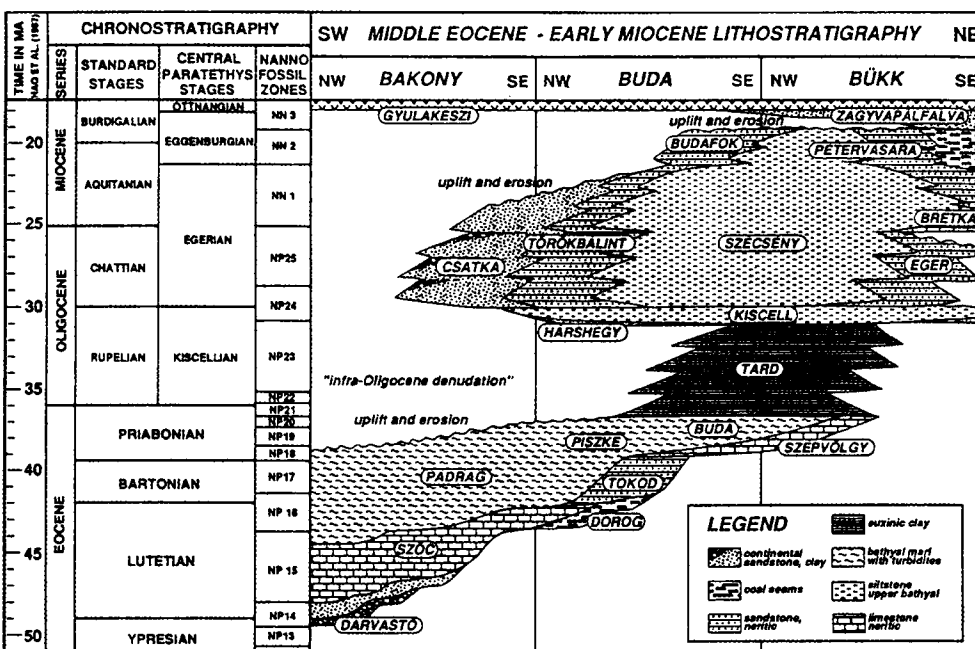 CHRONOSTRATIGRAPHY
SW MIDDLE EOCENE - EARLY MIOCENE LITHOSTRATIGRAPHY NE
TIME IN MA
HAQ ET AL. (1987)
SERIES
STANDARD
STAGES
CENTRAL
PARATETHYS
STAGES
NANNO
FOSSIL
ZONES
NW BAKONY SE
NW BUDA SE
NW BÜKK SE
20
25
30
35
40
45
50
MIOCENE
OLIGOCENE
EOCENE
BURDIGALIAN
AQUITANIAN
CHATTIAN
RUPELIAN
PRIABONIAN
BARTONIAN
LUTETIAN
YPRESIAN
OTTNANGIAN
EGGENBURGIAN
EGERIAN
KISCELLIAN
NN 3
NN 2
NN 1
NP25
NP24
NP23
NP22
NP21
NP20
NP19
NP18
NP17
NP 16
NP 15
NP14
NP13
GYULAKESZI
uplift and erosion
ZAGYVAPÁLFALVA
BUDAFOK
PÉTERVÁSARA
uplift and erosion
BRETKA
TÖRÖKBÁLINT
SZÉCSÉNY
CSATKA
EGER
KISCELL
HÁRSHEGY
TARD
"infra-Oligocene denudation"
uplift and erosion
BUDA
PISZKE
SZÉPVÖLGY
PADRAG
TOKOD
DOROG
SZŐC
DARVASTÓ
LEGEND
continental
sandstone, clay
coal seams
sandstone,
neritic
euxinic clay
bathyal marl
with turbidites
siltstone
upper bathyal
limestone
neritic